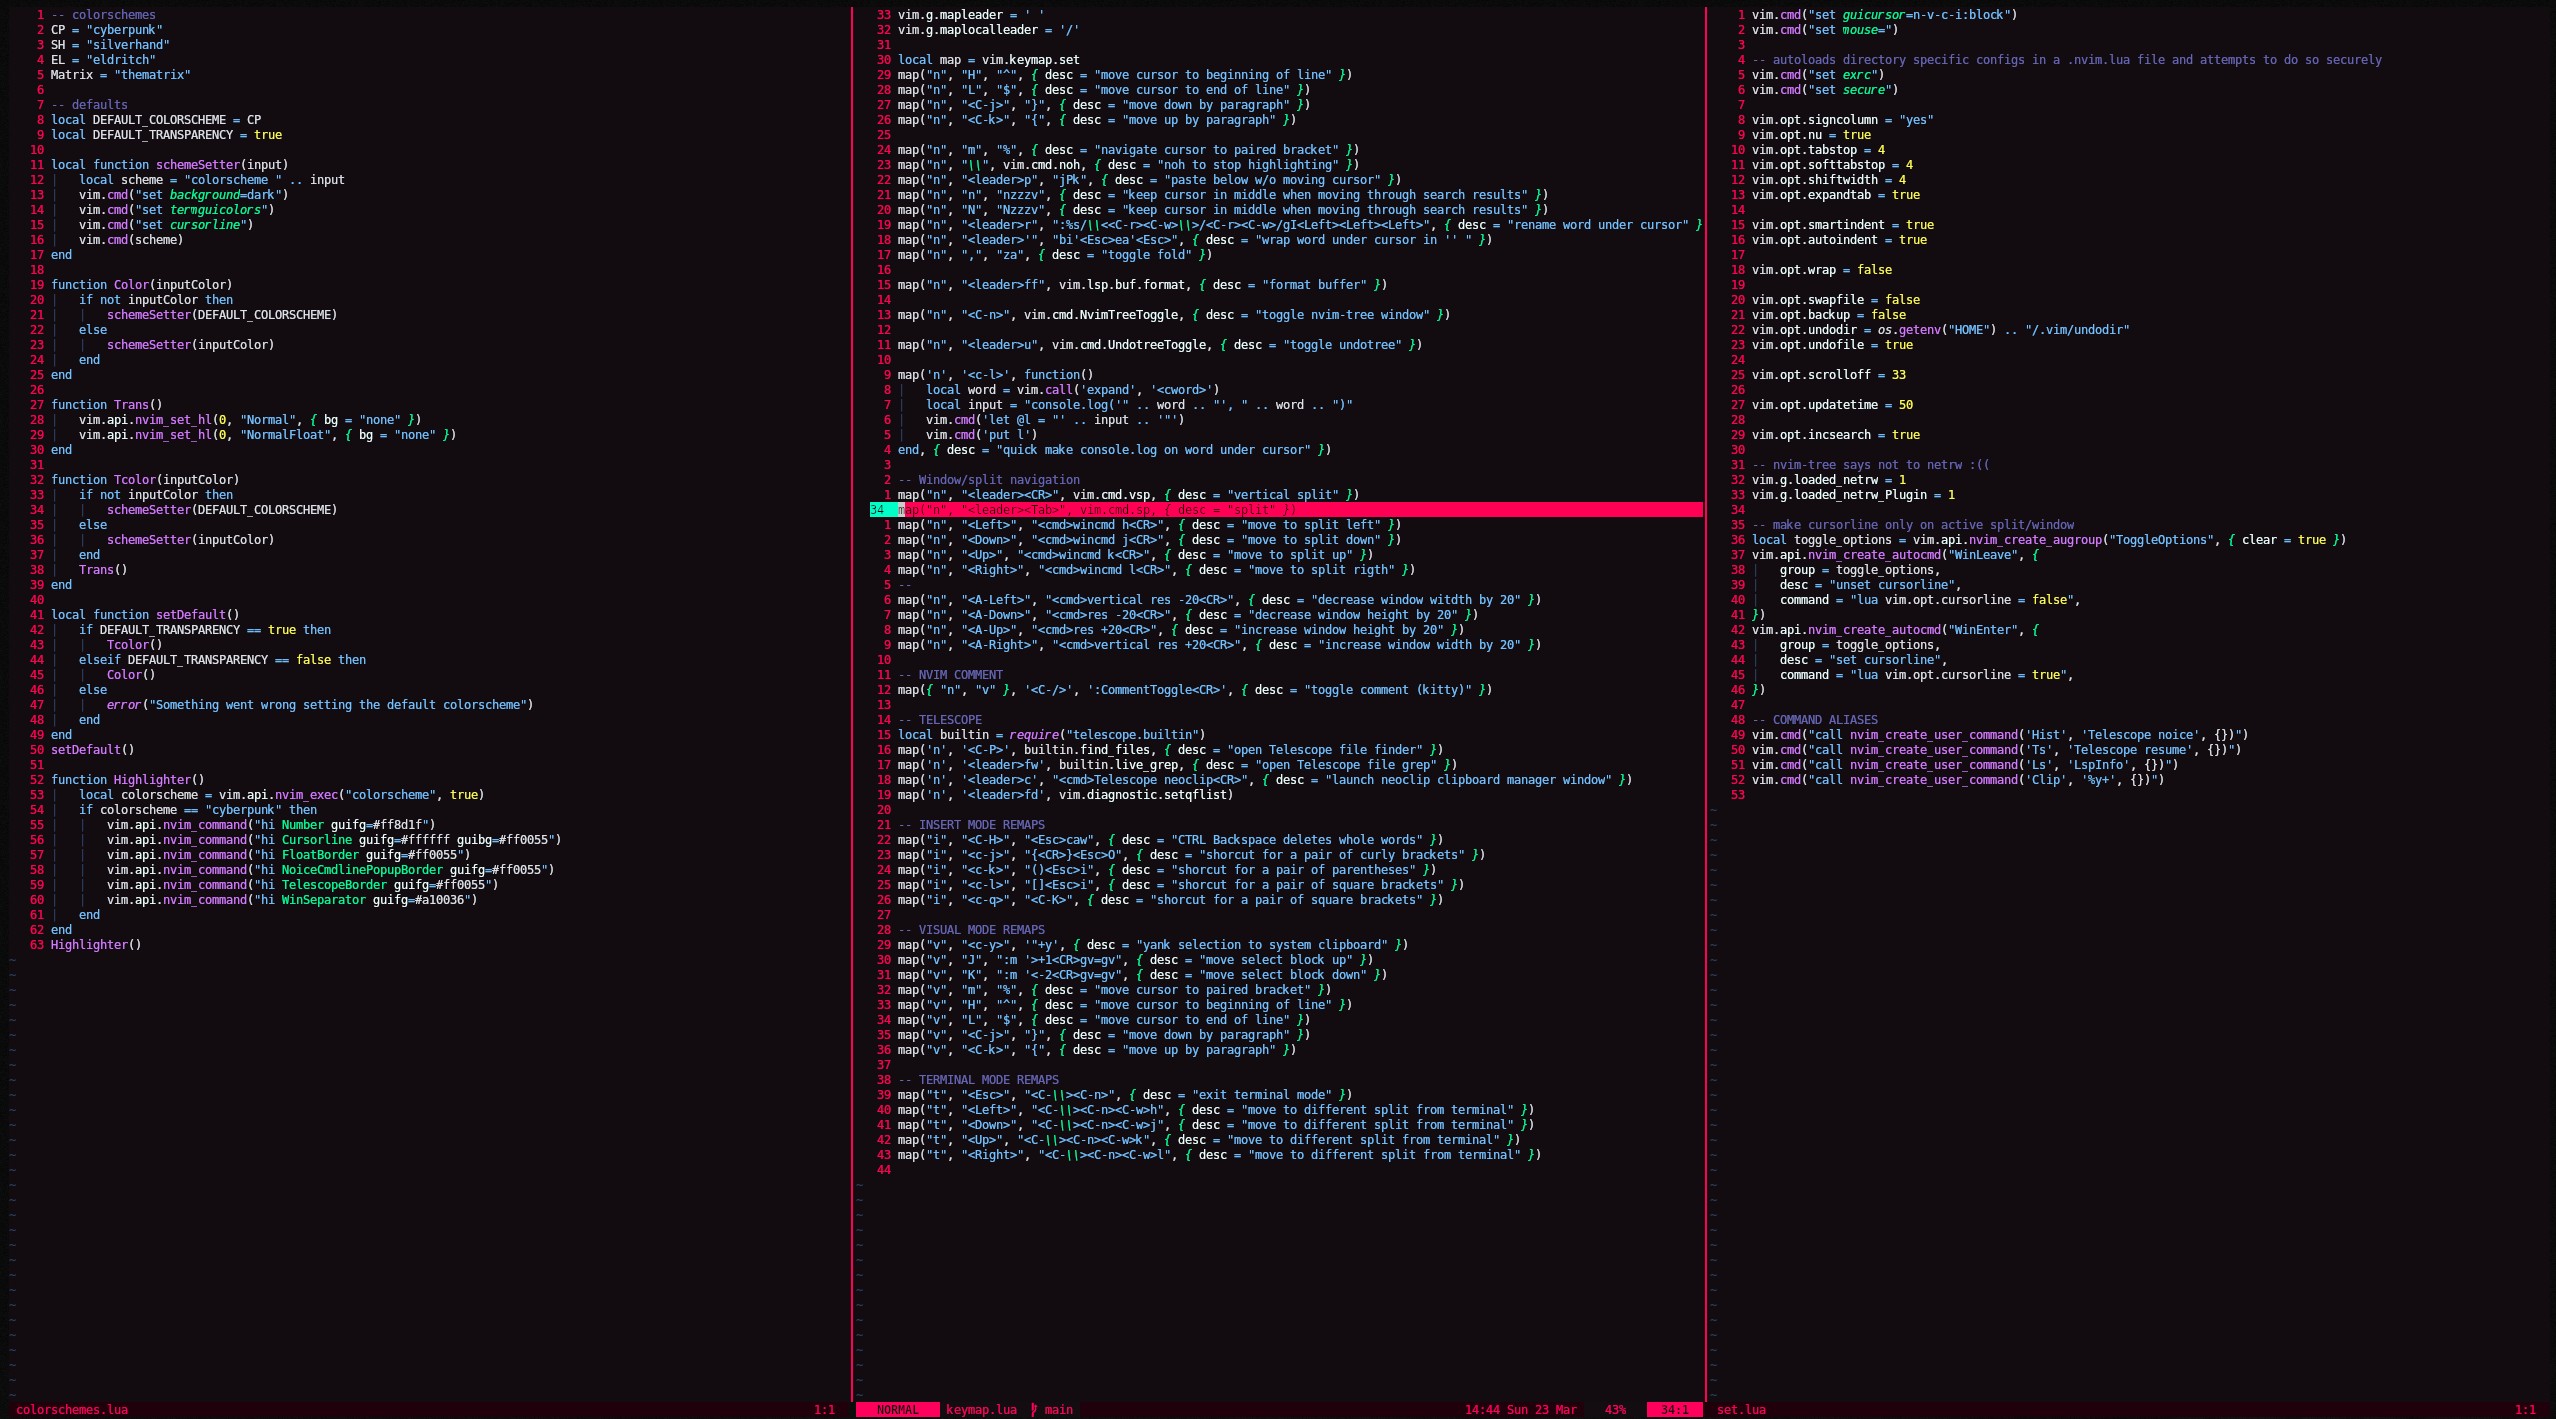 1 -- colorschemes
2 CP = "cyberpunk"
3 SH = "silverhand"
4 EL = "eldritch"
5 Matrix = "thematrix"
6
7 -- defaults
8 local DEFAULT_COLORSCHEME = CP
9 local DEFAULT_TRANSPARENCY = true
10
11 local function schemeSetter(input)
12 local scheme = "colorscheme " .. input
13 vim.cmd("set background=dark")
14 vim.cmd("set termguicolors")
15 vim.cmd("set cursorline")
16 vim.cmd(scheme)
17 end
18
19 function Color(inputColor)
20 if not inputColor then
21 schemeSetter(DEFAULT_COLORSCHEME)
22 else
23 schemeSetter(inputColor)
24 end
25 end
26
27 function Trans()
28 vim.api.nvim_set_hl(0, "Normal", { bg = "none" })
29 vim.api.nvim_set_hl(0, "NormalFloat", { bg = "none" })
30 end
31
32 function Tcolor(inputColor)
33 if not inputColor then
34 schemeSetter(DEFAULT_COLORSCHEME)
35 else
36 schemeSetter(inputColor)
37 end
38 Trans()
39 end
40
41 local function setDefault()
42 if DEFAULT_TRANSPARENCY == true then
43 Tcolor()
44 elseif DEFAULT_TRANSPARENCY == false then
45 Color()
46 else
47 error("Something went wrong setting the default colorscheme")
48 end
49 end
50 setDefault()
51
52 function Highlighter()
53 local colorscheme = vim.api.nvim_exec("colorscheme", true)
54 if colorscheme == "cyberpunk" then
55 vim.api.nvim_command("hi Number guifg=#ff8d1f")
56 vim.api.nvim_command("hi Cursorline guifg=#ffffff guibg=#ff0055")
57 vim.api.nvim_command("hi FloatBorder guifg=#ff0055")
58 vim.api.nvim_command("hi NoiceCmdlinePopupBorder guifg=#ff0055")
59 vim.api.nvim_command("hi TelescopeBorder guifg=#ff0055")
60 vim.api.nvim_command("hi WinSeparator guifg=#a10036")
61 end
62 end
63 Highlighter()
colorschemes.lua 1:1
33 vim.g.mapleader = ' '
32 vim.g.maplocalleader = '/'
31
30 local map = vim.keymap.set
29 map("n", "H", "^", { desc = "move cursor to beginning of line" })
28 map("n", "L", "$", { desc = "move cursor to end of line" })
27 map("n", "<C-j>", "}", { desc = "move down by paragraph" })
26 map("n", "<C-k>", "{", { desc = "move up by paragraph" })
25
24 map("n", "m", "%", { desc = "navigate cursor to paired bracket" })
23 map("n", "\\", vim.cmd.noh, { desc = "noh to stop highlighting" })
22 map("n", "<leader>p", "jPk", { desc = "paste below w/o moving cursor" })
21 map("n", "n", "nzzzv", { desc = "keep cursor in middle when moving through search results" })
20 map("n", "N", "Nzzzv", { desc = "keep cursor in middle when moving through search results" })
19 map("n", "<leader>r", ":%s/\\<<C-r><C-w>\\>/<C-r><C-w>/gI<Left><Left><Left>", { desc = "rename word under cursor" }
18 map("n", "<leader>'", "bi'<Esc>ea'<Esc>", { desc = "wrap word under cursor in '' " })
17 map("n", ",", "za", { desc = "toggle fold" })
16
15 map("n", "<leader>ff", vim.lsp.buf.format, { desc = "format buffer" })
14
13 map("n", "<C-n>", vim.cmd.NvimTreeToggle, { desc = "toggle nvim-tree window" })
12
11 map("n", "<leader>u", vim.cmd.UndotreeToggle, { desc = "toggle undotree" })
10
9 map('n', '<c-l>', function()
8 local word = vim.call('expand', '<cword>')
7 local input = "console.log('" .. word .. "', " .. word .. ")"
6 vim.cmd('let @l = "' .. input .. '"')
5 vim.cmd('put l')
4 end, { desc = "quick make console.log on word under cursor" })
3
2 -- Window/split navigation
1 map("n", "<leader><CR>", vim.cmd.vsp, { desc = "vertical split" })
34 map("n", "<leader><Tab>", vim.cmd.sp, { desc = "split" })
1 map("n", "<Left>", "<cmd>wincmd h<CR>", { desc = "move to split left" })
2 map("n", "<Down>", "<cmd>wincmd j<CR>", { desc = "move to split down" })
3 map("n", "<Up>", "<cmd>wincmd k<CR>", { desc = "move to split up" })
4 map("n", "<Right>", "<cmd>wincmd l<CR>", { desc = "move to split rigth" })
5 --
6 map("n", "<A-Left>", "<cmd>vertical res -20<CR>", { desc = "decrease window witdth by 20" })
7 map("n", "<A-Down>", "<cmd>res -20<CR>", { desc = "decrease window height by 20" })
8 map("n", "<A-Up>", "<cmd>res +20<CR>", { desc = "increase window height by 20" })
9 map("n", "<A-Right>", "<cmd>vertical res +20<CR>", { desc = "increase window width by 20" })
10
11 -- NVIM COMMENT
12 map({ "n", "v" }, '<C-/>', ':CommentToggle<CR>', { desc = "toggle comment (kitty)" })
13
14 -- TELESCOPE
15 local builtin = require("telescope.builtin")
16 map('n', '<C-P>', builtin.find_files, { desc = "open Telescope file finder" })
17 map('n', '<leader>fw', builtin.live_grep, { desc = "open Telescope file grep" })
18 map('n', '<leader>c', "<cmd>Telescope neoclip<CR>", { desc = "launch neoclip clipboard manager window" })
19 map('n', '<leader>fd', vim.diagnostic.setqflist)
20
21 -- INSERT MODE REMAPS
22 map("i", "<C-H>", "<Esc>caw", { desc = "CTRL Backspace deletes whole words" })
23 map("i", "<c-j>", "{<CR>}<Esc>O", { desc = "shorcut for a pair of curly brackets" })
24 map("i", "<c-k>", "()<Esc>i", { desc = "shorcut for a pair of parentheses" })
25 map("i", "<c-l>", "[]<Esc>i", { desc = "shorcut for a pair of square brackets" })
26 map("i", "<c-q>", "<C-K>", { desc = "shorcut for a pair of square brackets" })
27
28 -- VISUAL MODE REMAPS
29 map("v", "<c-y>", '"+y', { desc = "yank selection to system clipboard" })
30 map("v", "J", ":m '>+1<CR>gv=gv", { desc = "move select block up" })
31 map("v", "K", ":m '<-2<CR>gv=gv", { desc = "move select block down" })
32 map("v", "m", "%", { desc = "move cursor to paired bracket" })
33 map("v", "H", "^", { desc = "move cursor to beginning of line" })
34 map("v", "L", "$", { desc = "move cursor to end of line" })
35 map("v", "<C-j>", "}", { desc = "move down by paragraph" })
36 map("v", "<C-k>", "{", { desc = "move up by paragraph" })
37
38 -- TERMINAL MODE REMAPS
39 map("t", "<Esc>", "<C-\\><C-n>", { desc = "exit terminal mode" })
40 map("t", "<Left>", "<C-\\><C-n><C-w>h", { desc = "move to different split from terminal" })
41 map("t", "<Down>", "<C-\\><C-n><C-w>j", { desc = "move to different split from terminal" })
42 map("t", "<Up>", "<C-\\><C-n><C-w>k", { desc = "move to different split from terminal" })
43 map("t", "<Right>", "<C-\\><C-n><C-w>l", { desc = "move to different split from terminal" })
44
NORMAL keymap.lua main 14:44 Sun 23 Mar 43% 34:1
1 vim.cmd("set guicursor=n-v-c-i:block")
2 vim.cmd("set mouse=")
3
4 -- autoloads directory specific configs in a .nvim.lua file and attempts to do so securely
5 vim.cmd("set exrc")
6 vim.cmd("set secure")
7
8 vim.opt.signcolumn = "yes"
9 vim.opt.nu = true
10 vim.opt.tabstop = 4
11 vim.opt.softtabstop = 4
12 vim.opt.shiftwidth = 4
13 vim.opt.expandtab = true
14
15 vim.opt.smartindent = true
16 vim.opt.autoindent = true
17
18 vim.opt.wrap = false
19
20 vim.opt.swapfile = false
21 vim.opt.backup = false
22 vim.opt.undodir = os.getenv("HOME") .. "/.vim/undodir"
23 vim.opt.undofile = true
24
25 vim.opt.scrolloff = 33
26
27 vim.opt.updatetime = 50
28
29 vim.opt.incsearch = true
30
31 -- nvim-tree says not to netrw :((
32 vim.g.loaded_netrw = 1
33 vim.g.loaded_netrw_Plugin = 1
34
35 -- make cursorline only on active split/window
36 local toggle_options = vim.api.nvim_create_augroup("ToggleOptions", { clear = true })
37 vim.api.nvim_create_autocmd("WinLeave", {
38 group = toggle_options,
39 desc = "unset cursorline",
40 command = "lua vim.opt.cursorline = false",
41 })
42 vim.api.nvim_create_autocmd("WinEnter", {
43 group = toggle_options,
44 desc = "set cursorline",
45 command = "lua vim.opt.cursorline = true",
46 })
47
48 -- COMMAND ALIASES
49 vim.cmd("call nvim_create_user_command('Hist', 'Telescope noice', {})")
50 vim.cmd("call nvim_create_user_command('Ts', 'Telescope resume', {})")
51 vim.cmd("call nvim_create_user_command('Ls', 'LspInfo', {})")
52 vim.cmd("call nvim_create_user_command('Clip', '%y+', {})")
53
set.lua 1:1